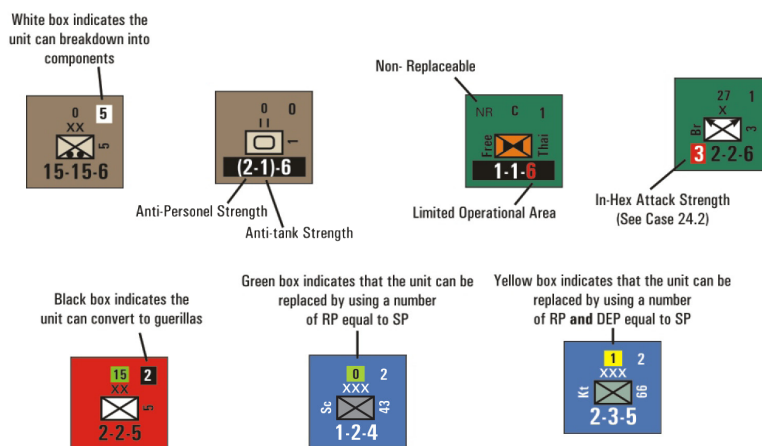 White box indicates the
unit can breakdown into
components
0 5
XX
5
15-15-6
0 0
II
1
(2-1)-6
Anti-Personel Strength
Anti-tank Strength
Non- Replaceable
NR C 1
Free
Thai
1-1-6
Limited Operational Area
27 1
X
Br
3
3 2-2-6
In-Hex Attack Strength
(See Case 24.2)
Black box indicates the
unit can convert to guerillas
15 2
XX
5
2-2-5
Green box indicates that the unit can be
replaced by using a number
of RP equal to SP
0 2
XXX
Sc
43
1-2-4
Yellow box indicates that the unit can be
replaced by using a number
of RP and DEP equal to SP
1 2
XXX
Kt
66
2-3-5